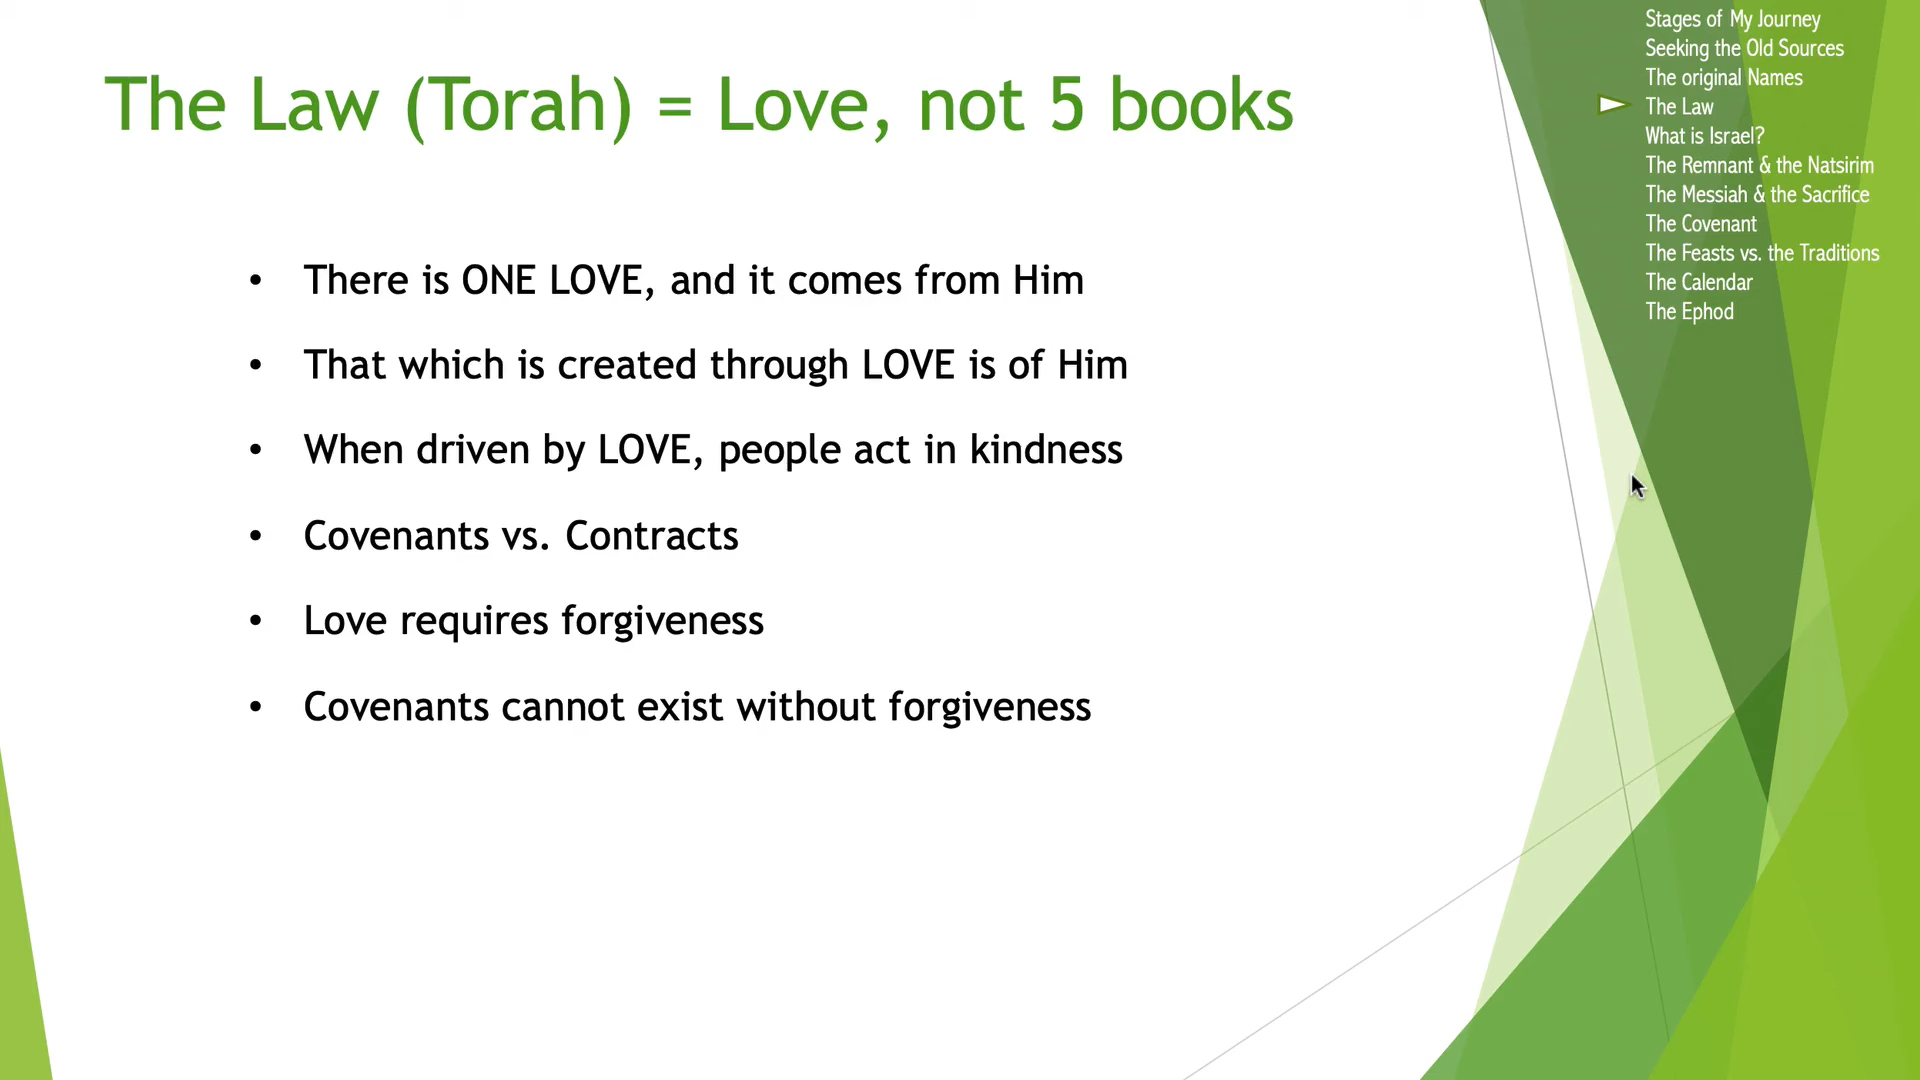 The Law (Torah) = Love, not 5 books
• There is ONE LOVE, and it comes from Him
• That which is created through LOVE is of Him
• When driven by LOVE, people act in kindness
• Covenants vs. Contracts
• Love requires forgiveness
• Covenants cannot exist without forgiveness
Stages of My Journey
Seeking the Old Sources
The original Names
The Law
What is Israel?
The Remnant & the Natsirim
The Messiah & the Sacrifice
The Covenant
The Feasts vs. the Traditions
The Calendar
The Ephod